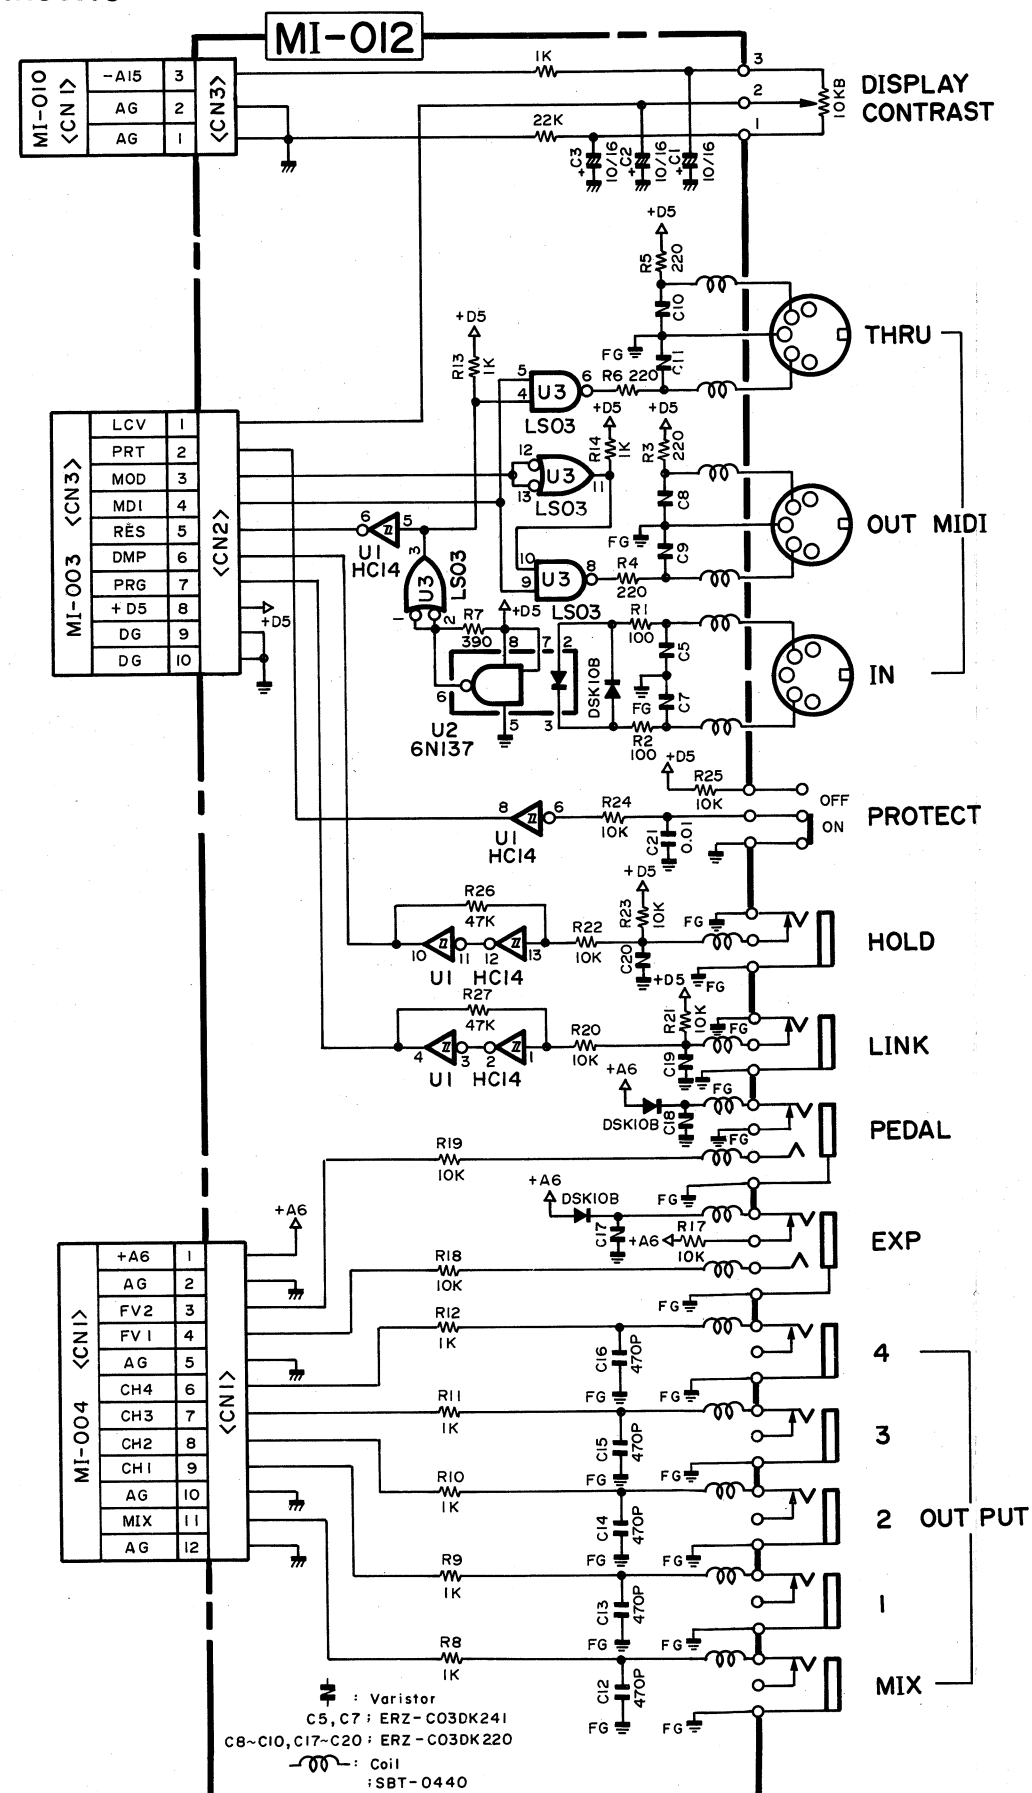 MI-012
MI-010
<CN1>
-A15 3
AG 2
AG 1
<CN3>
1K
3
2
22K
1
10KB
DISPLAY
CONTRAST
+C3
10/16
+C2
10/16
+C1
10/16
+D5
R5
220
C10
FG
C11
R6 220
THRU
+D5
R13
1K
5
4
U3
6
LS03
+D5
R14
1K
+D5
R3
220
12
13
U3
11
LS03
C8
FG
C9
OUT MIDI
10
9
U3
8
LS03
R4
220
MI-003
<CN3>
LCV 1
PRT 2
MOD 3
MDI 4
RES 5
DMP 6
PRG 7
+D5 8
DG 9
DG 10
<CN2>
+D5
6
5
U1
HC14
3
U3
LS03
1
2
R7
390
+D5
8
7
2
6
5
3
U2
6N137
DSK10B
R1
100
C5
FG
C7
R2
100
IN
+D5
R25
10K
OFF
ON
PROTECT
8
6
U1
HC14
R24
10K
C21
0.01
+D5
R23
10K
FG
R26
47K
10
11
12
13
U1 HC14
R22
10K
C20
FG
HOLD
+D5
R21
10K
FG
R27
47K
4
3
2
1
U1 HC14
R20
10K
C19
FG
LINK
+A6
DSK10B
C18
FG
PEDAL
R19
10K
FG
+A6
DSK10B
C17
+A6
R17
10K
EXP
R18
10K
FG
+A6
MI-004
<CN1>
+A6 1
AG 2
FV2 3
FV1 4
AG 5
CH4 6
CH3 7
CH2 8
CH1 9
AG 10
MIX 11
AG 12
<CN1>
R12
1K
C16
470P
FG
FG
4
R11
1K
C15
470P
FG
FG
3
R10
1K
C14
470P
FG
FG
2
OUT PUT
R9
1K
C13
470P
FG
FG
1
R8
1K
C12
470P
FG
FG
MIX
: Varistor
C5,C7; ERZ-C03DK241
C8~C10,C17~C20; ERZ-C03DK220
: Coil
;SBT-0440